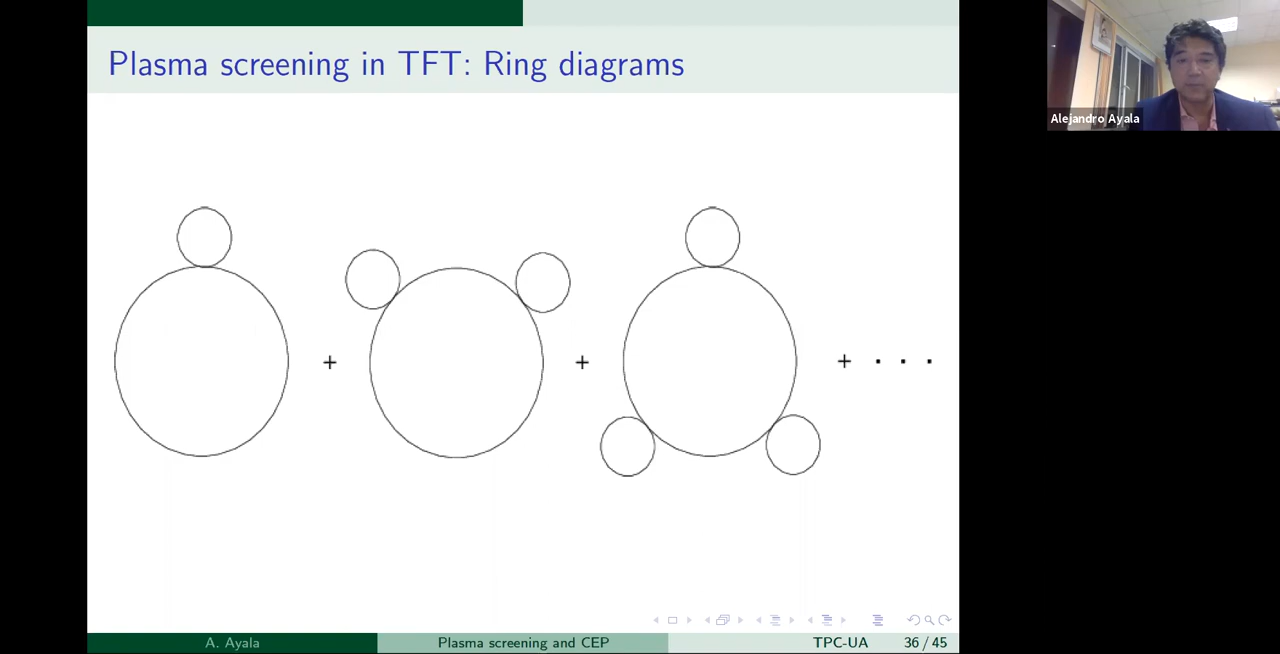 Plasma screening in TFT: Ring diagrams
Alejandro Ayala
+ + + · · ·
A. Ayala Plasma screening and CEP TPC-UA 36 / 45